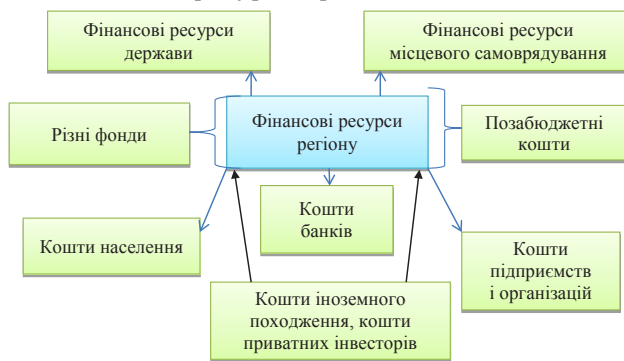 Фінансові ресурси
держави
Фінансові ресурси
місцевого самоврядування
Різні фонди
Фінансові ресурси
регіону
Позабюджетні
кошти
Кошти населення
Кошти
банків
Кошти
підприємств
і організацій
Кошти іноземного
походження, кошти
приватних інвесторів